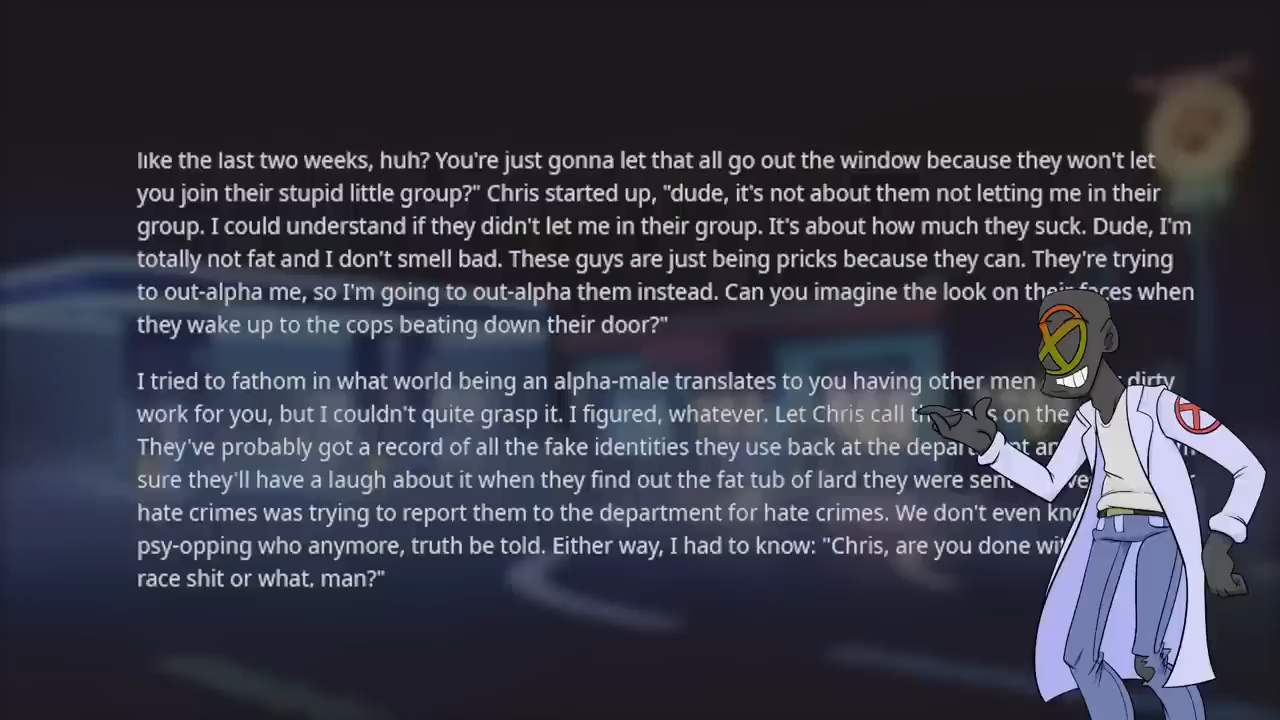 like the last two weeks, huh? You're just gonna let that all go out the window because they won't let
you join their stupid little group?" Chris started up, "dude, it's not about them not letting me in their
group. I could understand if they didn't let me in their group. It's about how much they suck. Dude, I'm
totally not fat and I don't smell bad. These guys are just being pricks because they can. They're trying
to out-alpha me, so I'm going to out-alpha them instead. Can you imagine the look on their faces when
they wake up to the cops beating down their door?"
I tried to fathom in what world being an alpha-male translates to you having other men dirty
work for you, but I couldn't quite grasp it. I figured, whatever. Let Chris call on the
They've probably got a record of all the fake identities they use back at the
sure they'll have a laugh about it when they find out the fat tub of lard they were sent
hate crimes was trying to report them to the department for hate crimes. We don't even
psy-opping who anymore, truth be told. Either way, I had to know: "Chris, are you done
race shit or what, man?"